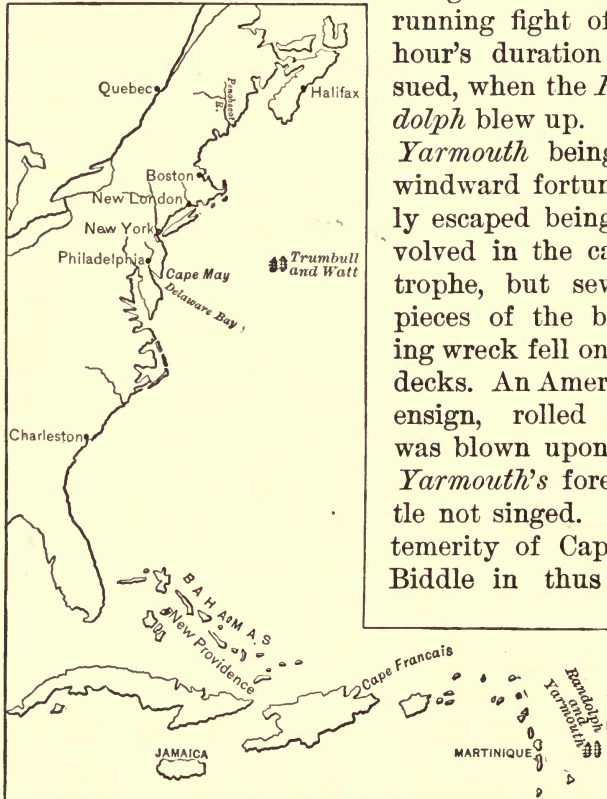 running fight of
hour's duration
sued, when the
dolph blew up.
Yarmouth being
windward fortun
ly escaped being
volved in the ca
trophe, but sev
pieces of the b
ing wreck fell on
decks. An Amer
ensign, rolled
was blown upon
Yarmouth's fore
tle not singed.
temerity of Cap
Biddle in thus
Quebec
Penobscot
R.
Halifax
Boston
New London
New York
Philadelphia
Cape May
Delaware Bay
Trumbull
and Watt
Charleston
BAHAMAS
New Providence
Cape Francais
JAMAICA
MARTINIQUE
Randolph
and
Yarmouth